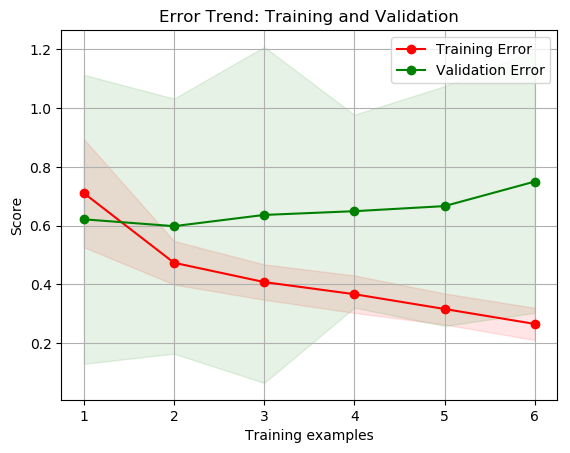 Error Trend: Training and Validation
Training Error
Validation Error
Score
1.2
1.0
0.8
0.6
0.4
0.2
1 2 3 4 5 6
Training examples